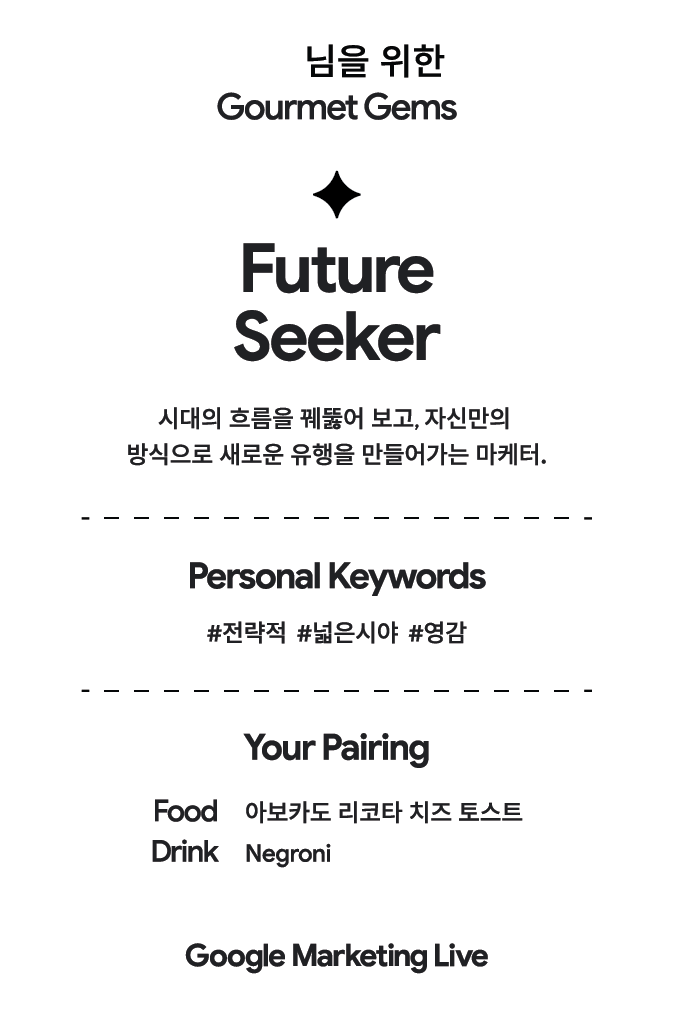 님을 위한
Gourmet Gems
Future
Seeker
시대의 흐름을 꿰뚫어 보고, 자신만의
방식으로 새로운 유행을 만들어가는 마케터.
Personal Keywords
#전략적 #넓은시야 #영감
Your Pairing
Food 아보카도 리코타 치즈 토스트
Drink Negroni
Google Marketing Live